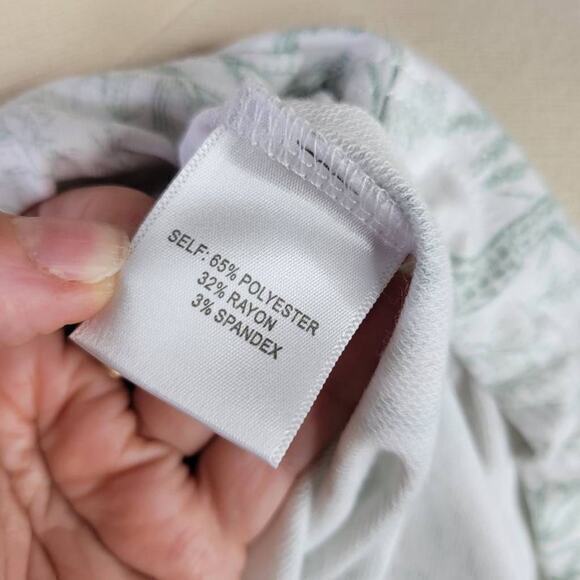 SELF: 65% POLYESTER
32% RAYON
3% SPANDEX